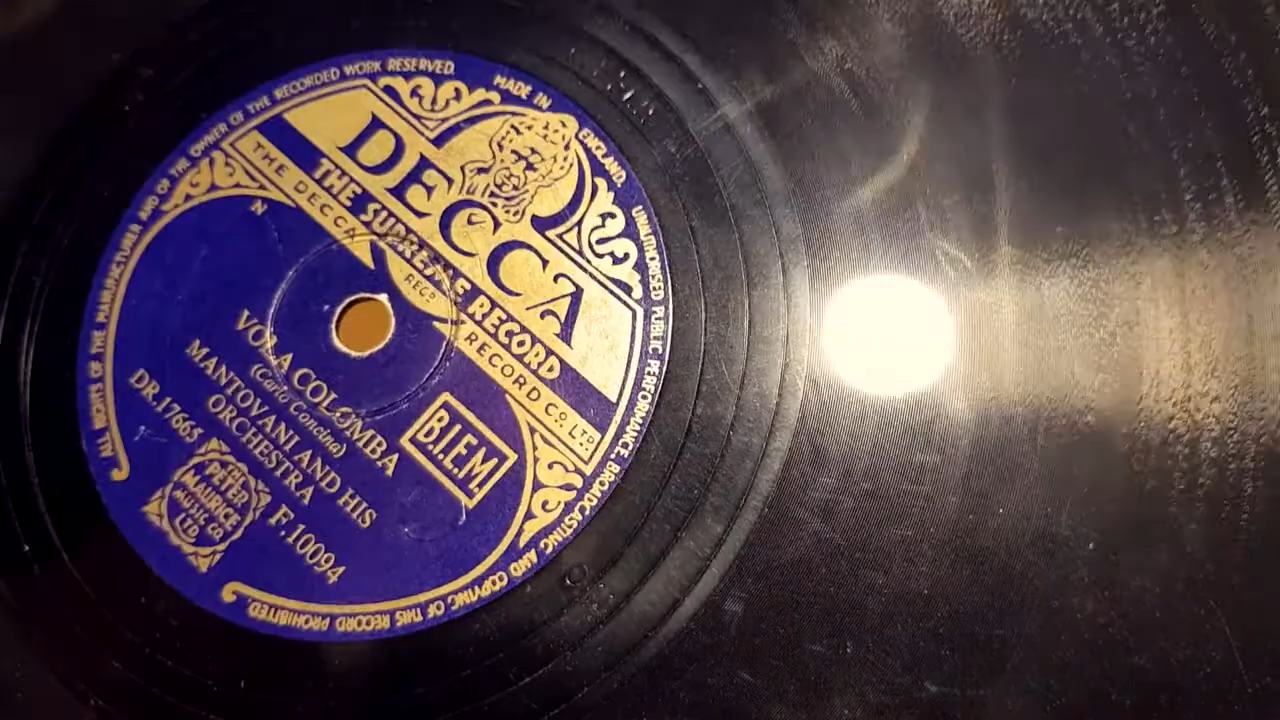 ALL RIGHTS OF THE MANUFACTURER AND OF THE OWNER OF THE RECORDED WORK RESERVED.
MADE IN ENGLAND.
UNAUTHORISED PUBLIC PERFORMANCE, BROADCASTING AND COPYING OF THIS RECORD PROHIBITED.
DECCA
THE SUPREME RECORD
THE DECCA RECORD CO. LTD.
REGD
N
B.I.E.M
VOLA COLOMBA
(Carlo Concina)
MANTOVANI AND HIS
ORCHESTRA
DR.17665
F.10094
THE
PETER
MAURICE
MUSIC CO.
LTD.